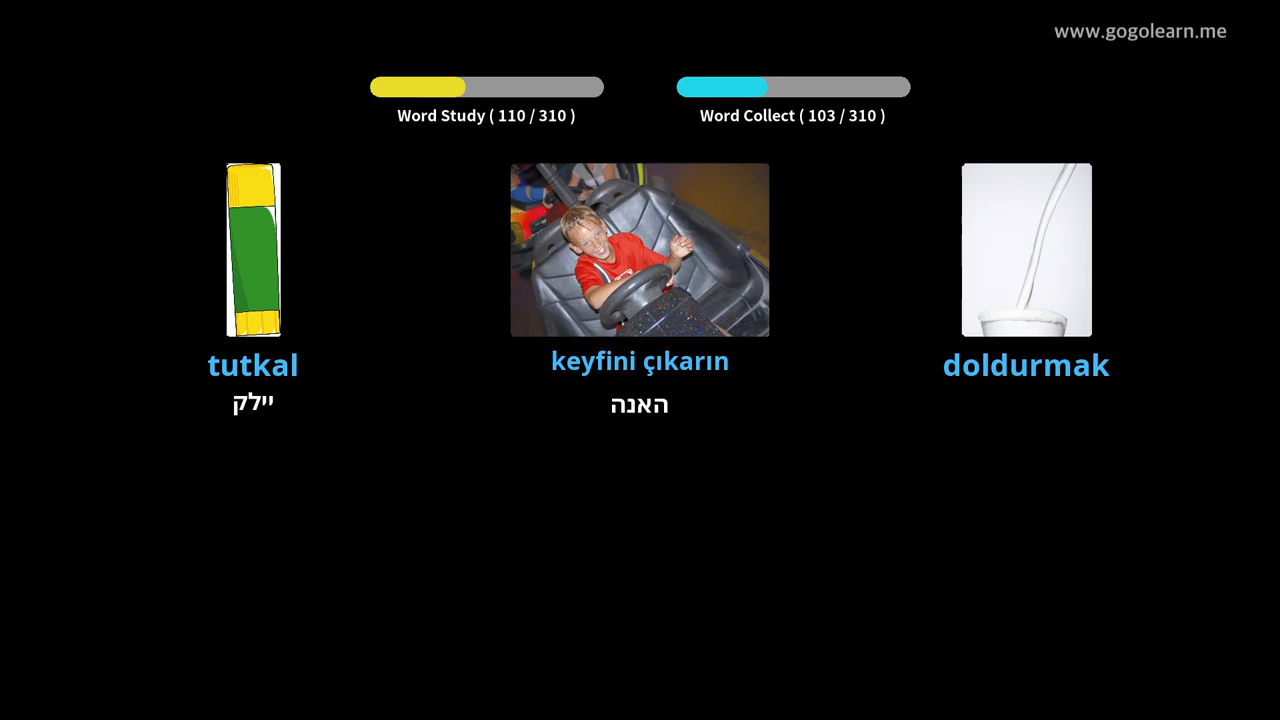 www.gogolearn.me
Word Study ( 110 / 310 )
Word Collect ( 103 / 310 )
tutkal
יילק
keyfini çıkarın
האנה
doldurmak